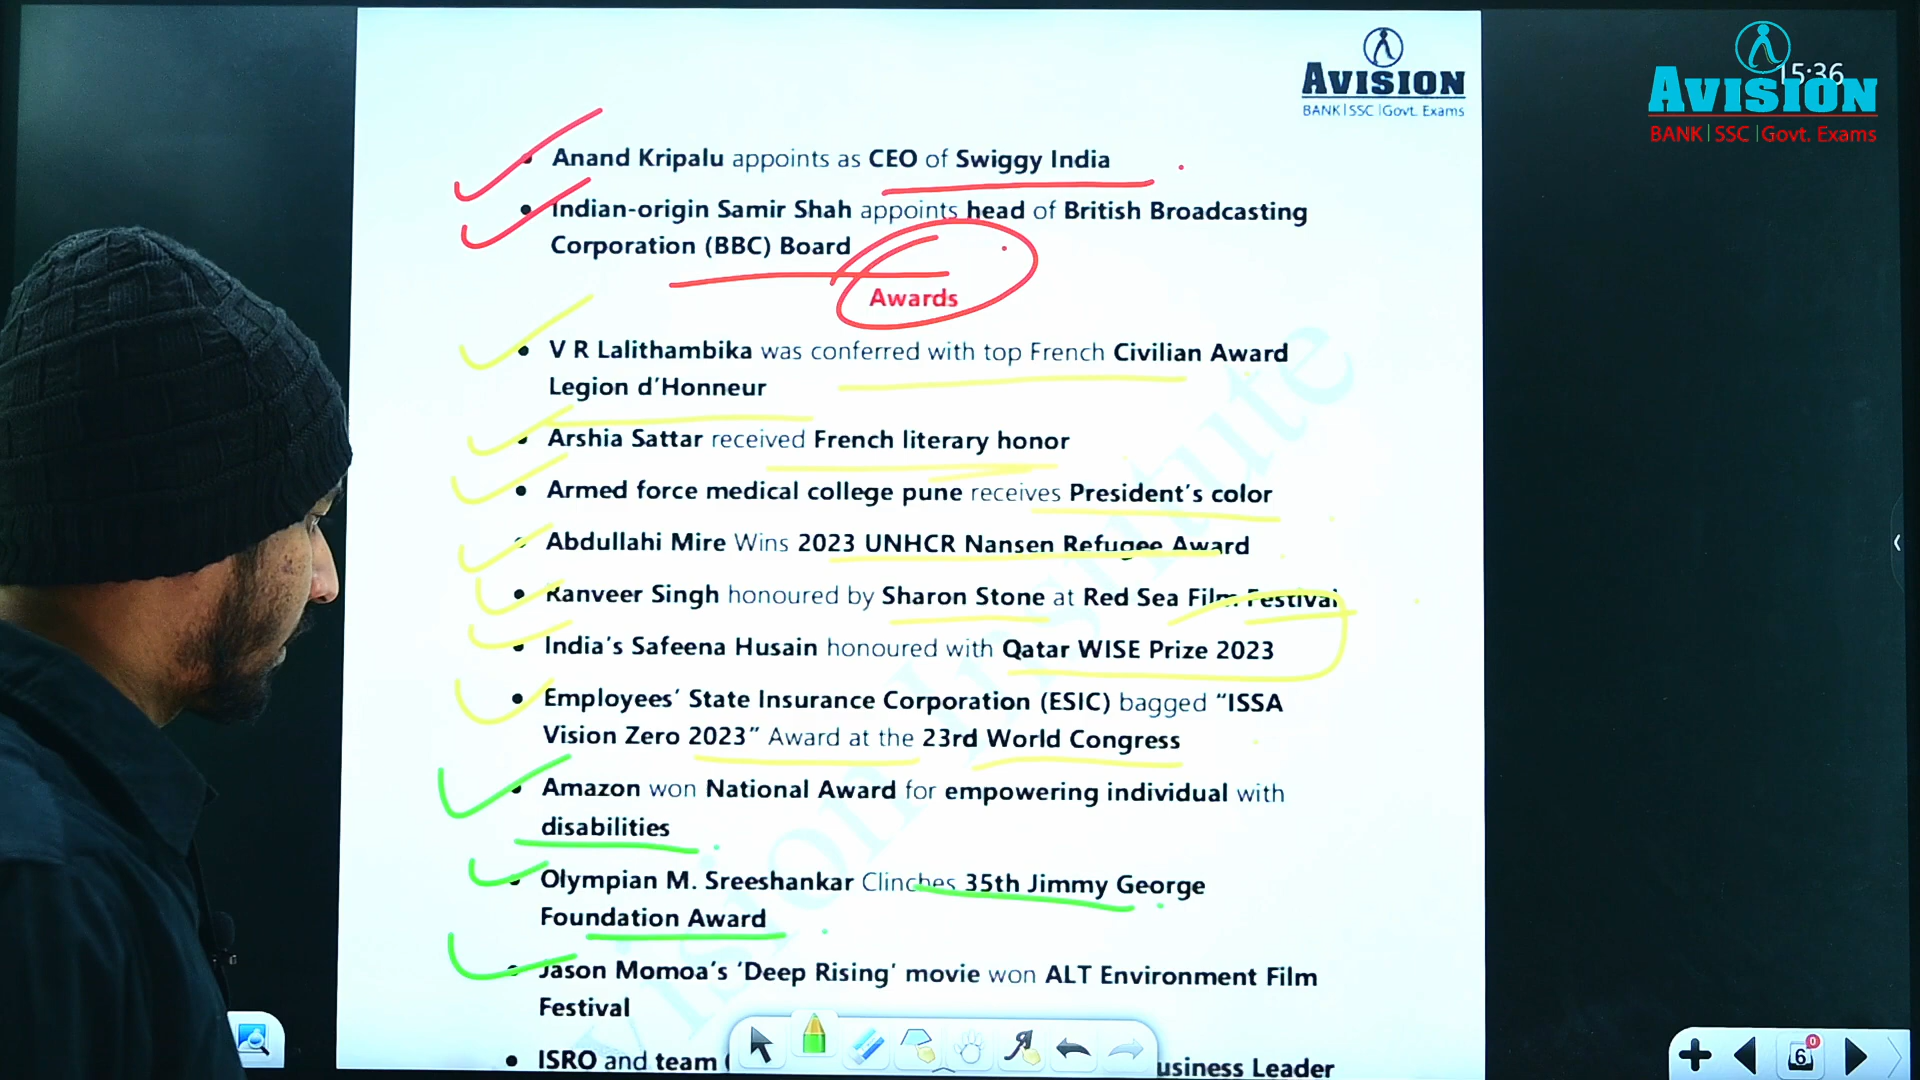 AVISION
BANK|SSC|Govt. Exams
15:36
AVISION
BANK|SSC|Govt. Exams
• Anand Kripalu appoints as CEO of Swiggy India
• Indian-origin Samir Shah appoints head of British Broadcasting
Corporation (BBC) Board
Awards
• V R Lalithambika was conferred with top French Civilian Award
Legion d’Honneur
• Arshia Sattar received French literary honor
• Armed force medical college pune receives President’s color
• Abdullahi Mire Wins 2023 UNHCR Nansen Refugee Award
• Ranveer Singh honoured by Sharon Stone at Red Sea Film Festival
• India’s Safeena Husain honoured with Qatar WISE Prize 2023
• Employees’ State Insurance Corporation (ESIC) bagged “ISSA
Vision Zero 2023” Award at the 23rd World Congress
• Amazon won National Award for empowering individual with
disabilities
• Olympian M. Sreeshankar Clinches 35th Jimmy George
Foundation Award
• Jason Momoa’s ‘Deep Rising’ movie won ALT Environment Film
Festival
• ISRO and team usiness Leader
Vision Institute
6
0